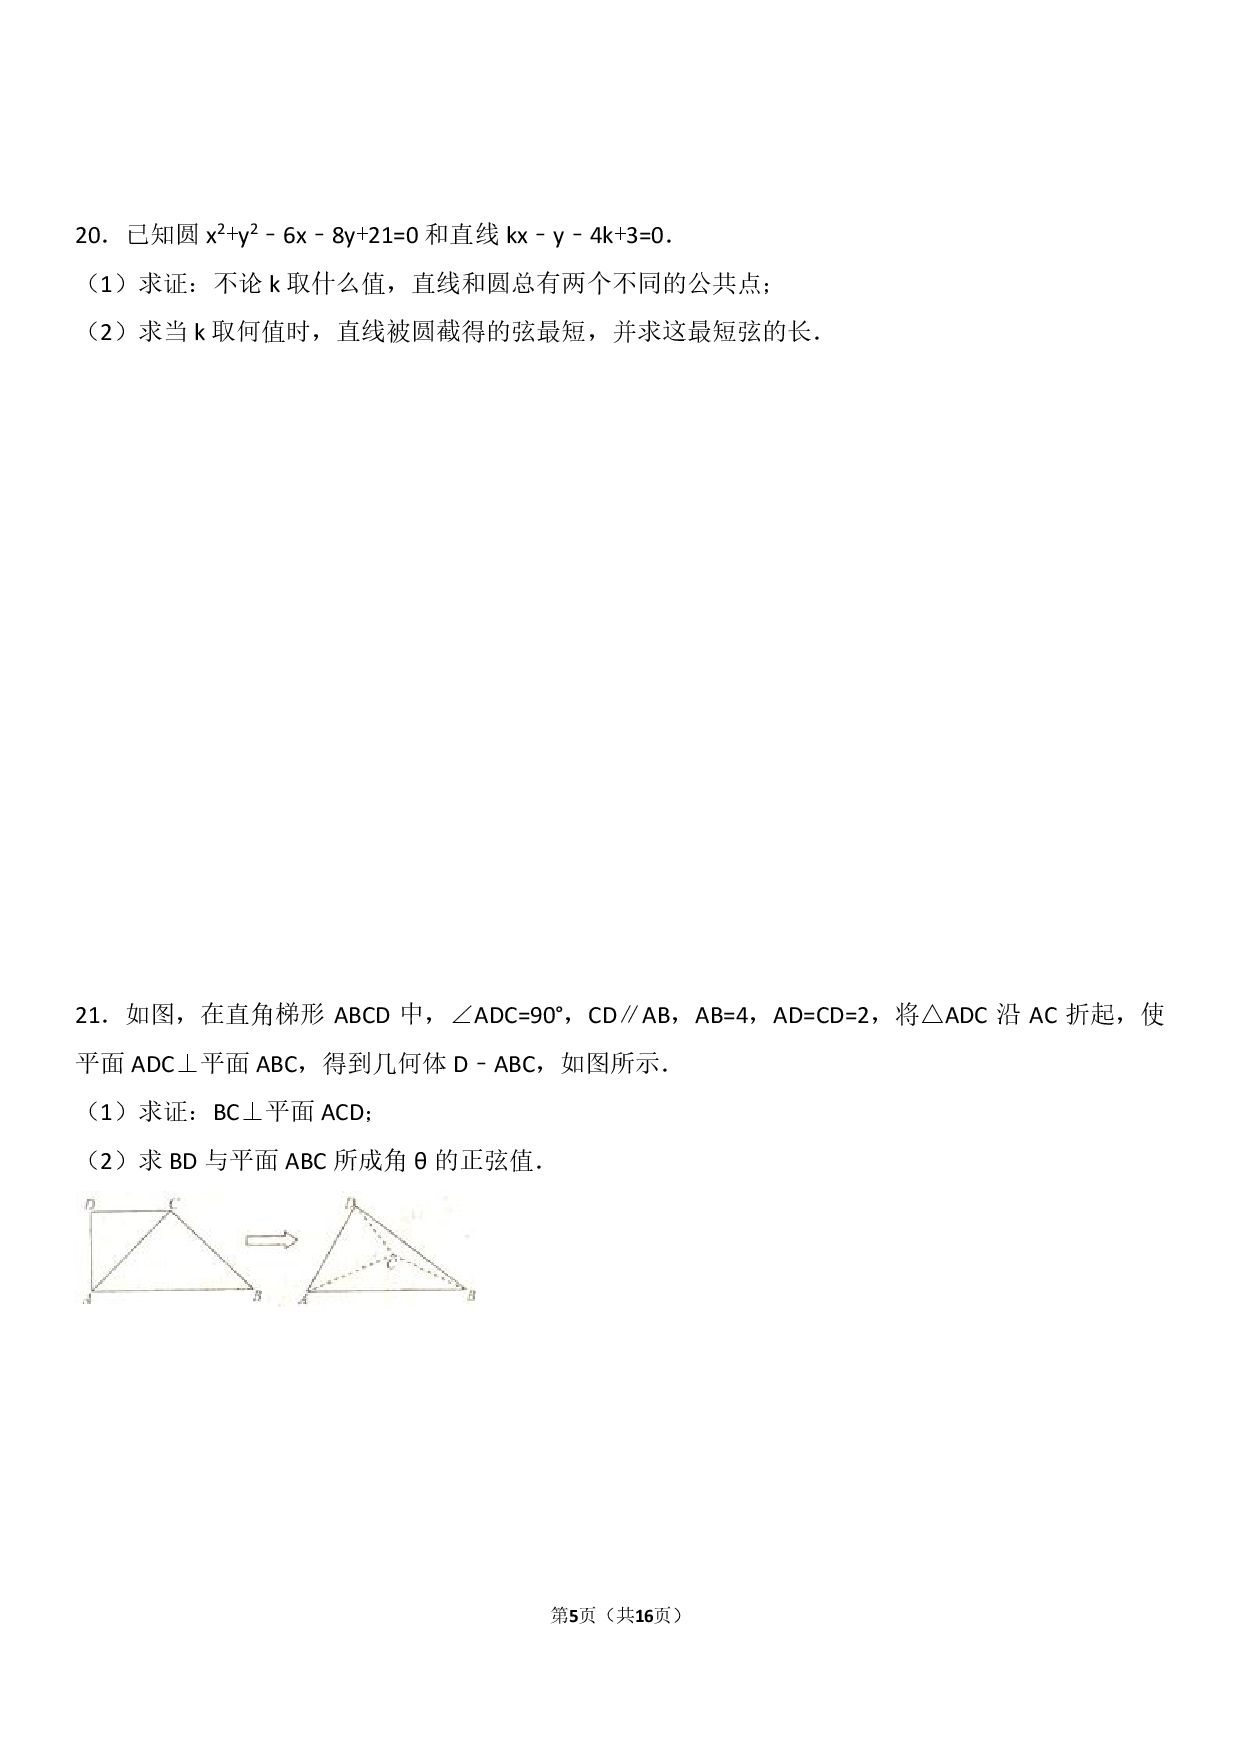 20．已知圆 x²+y²﹣6x﹣8y+21=0 和直线 kx﹣y﹣4k+3=0．
（1）求证：不论 k 取什么值，直线和圆总有两个不同的公共点；
（2）求当 k 取何值时，直线被圆截得的弦最短，并求这最短弦的长．
21．如图，在直角梯形 ABCD 中，∠ADC=90°，CD∥AB，AB=4，AD=CD=2，将△ADC 沿 AC 折起，使
平面 ADC⊥平面 ABC，得到几何体 D﹣ABC，如图所示．
（1）求证：BC⊥平面 ACD；
（2）求 BD 与平面 ABC 所成角 θ 的正弦值．
D C D
C
A B A B
第5页（共16页）